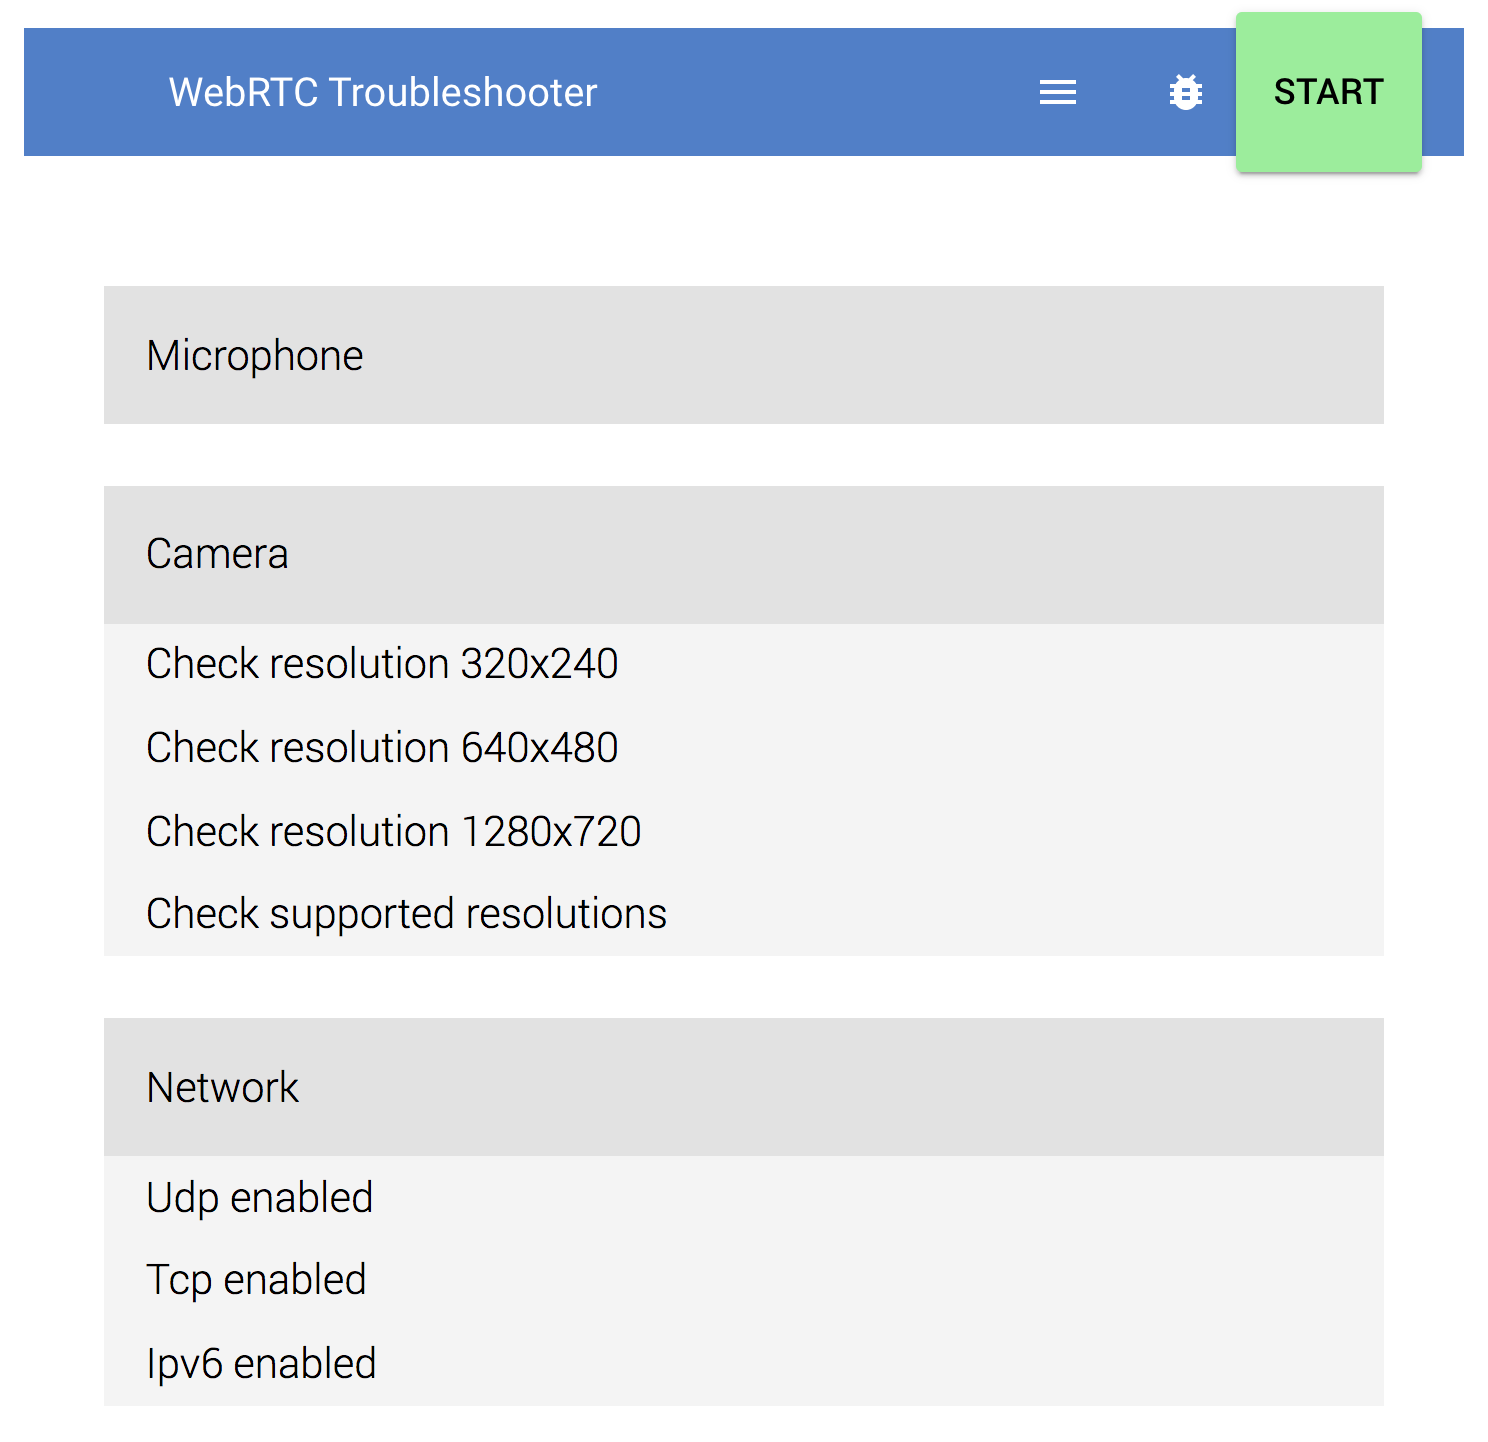 WebRTC Troubleshooter
START
Microphone
Camera
Check resolution 320x240
Check resolution 640x480
Check resolution 1280x720
Check supported resolutions
Network
Udp enabled
Tcp enabled
Ipv6 enabled